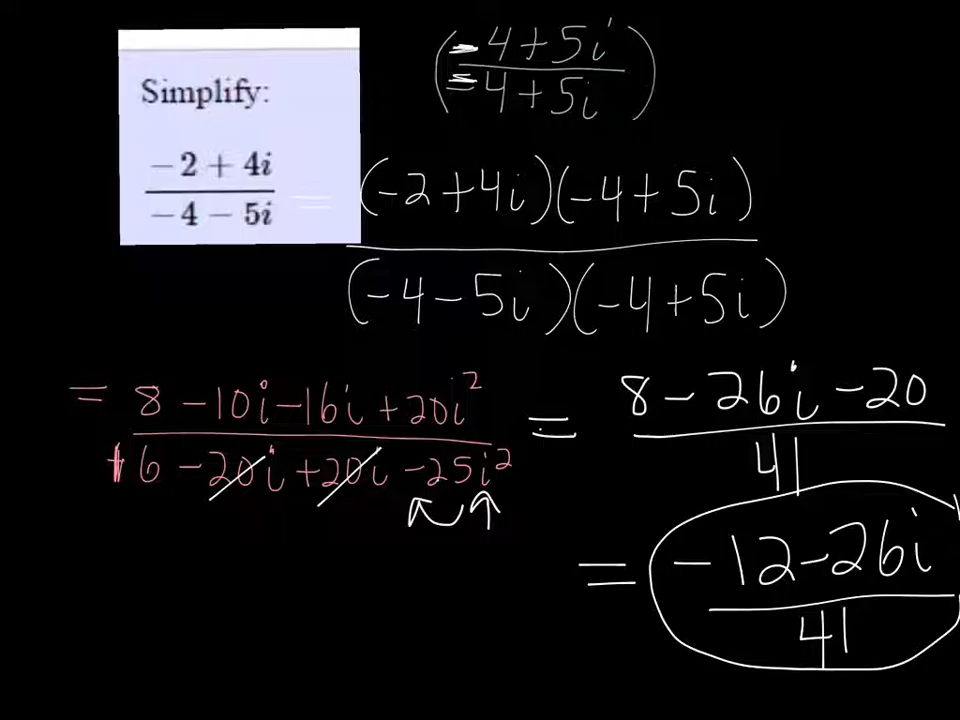 Simplify:
-2 + 4i
-4 - 5i
(-4+5i
-4+5i)
= (-2+4i)(-4+5i)
(-4-5i)(-4+5i)
= 8 -10i -16i +20i²
16 -20i +20i -25i²
= 8 - 26i - 20
41
= -12-26i
41